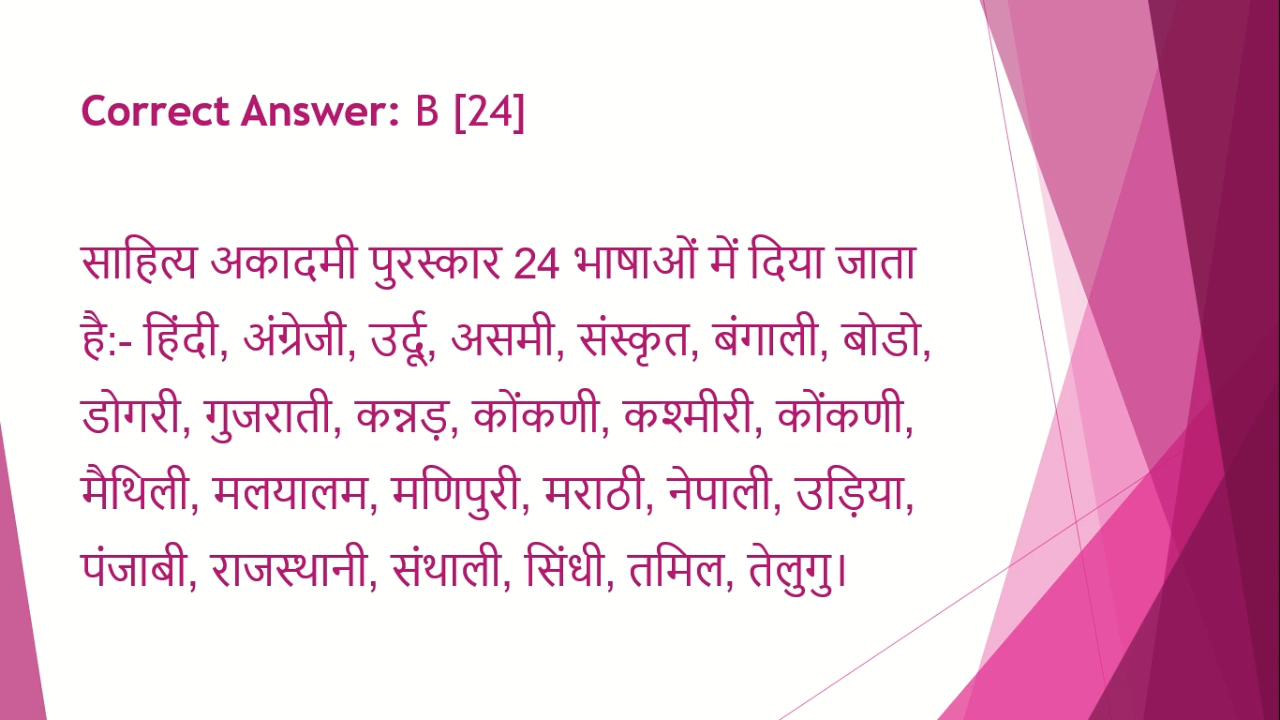 Correct Answer: B [24]
साहित्य अकादमी पुरस्कार 24 भाषाओं में दिया जाता
है:- हिंदी, अंग्रेजी, उर्दू, असमी, संस्कृत, बंगाली, बोडो,
डोगरी, गुजराती, कन्नड़, कोंकणी, कश्मीरी, कोंकणी,
मैथिली, मलयालम, मणिपुरी, मराठी, नेपाली, उड़िया,
पंजाबी, राजस्थानी, संथाली, सिंधी, तमिल, तेलुगु।